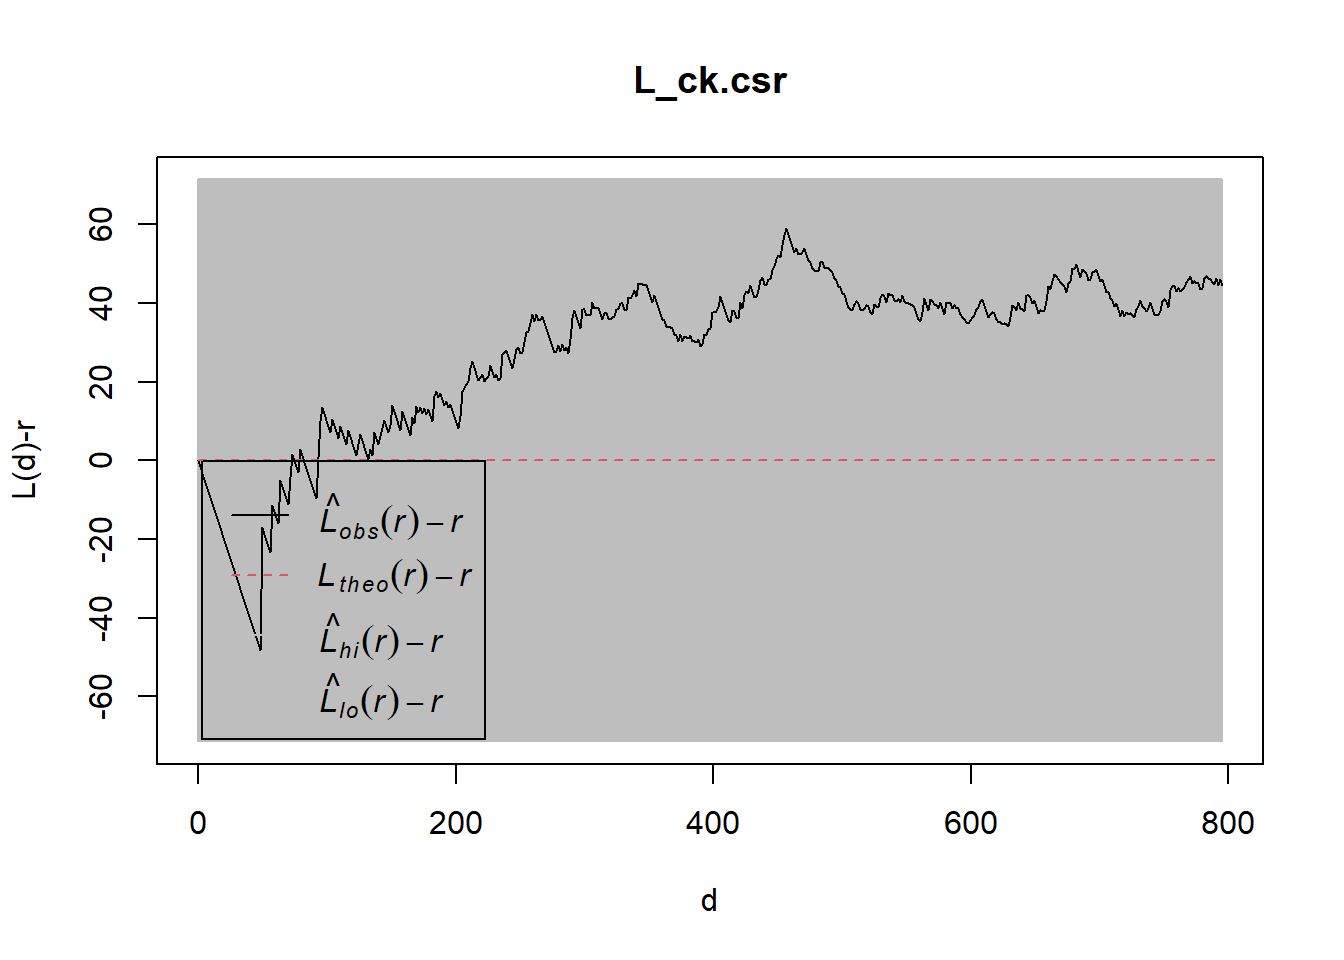 L_ck.csr
L(d)-r
60
40
20
0
-20
-40
-60
L̂obs(r) − r
Ltheo(r) − r
L̂hi(r) − r
L̂lo(r) − r
0 200 400 600 800
d